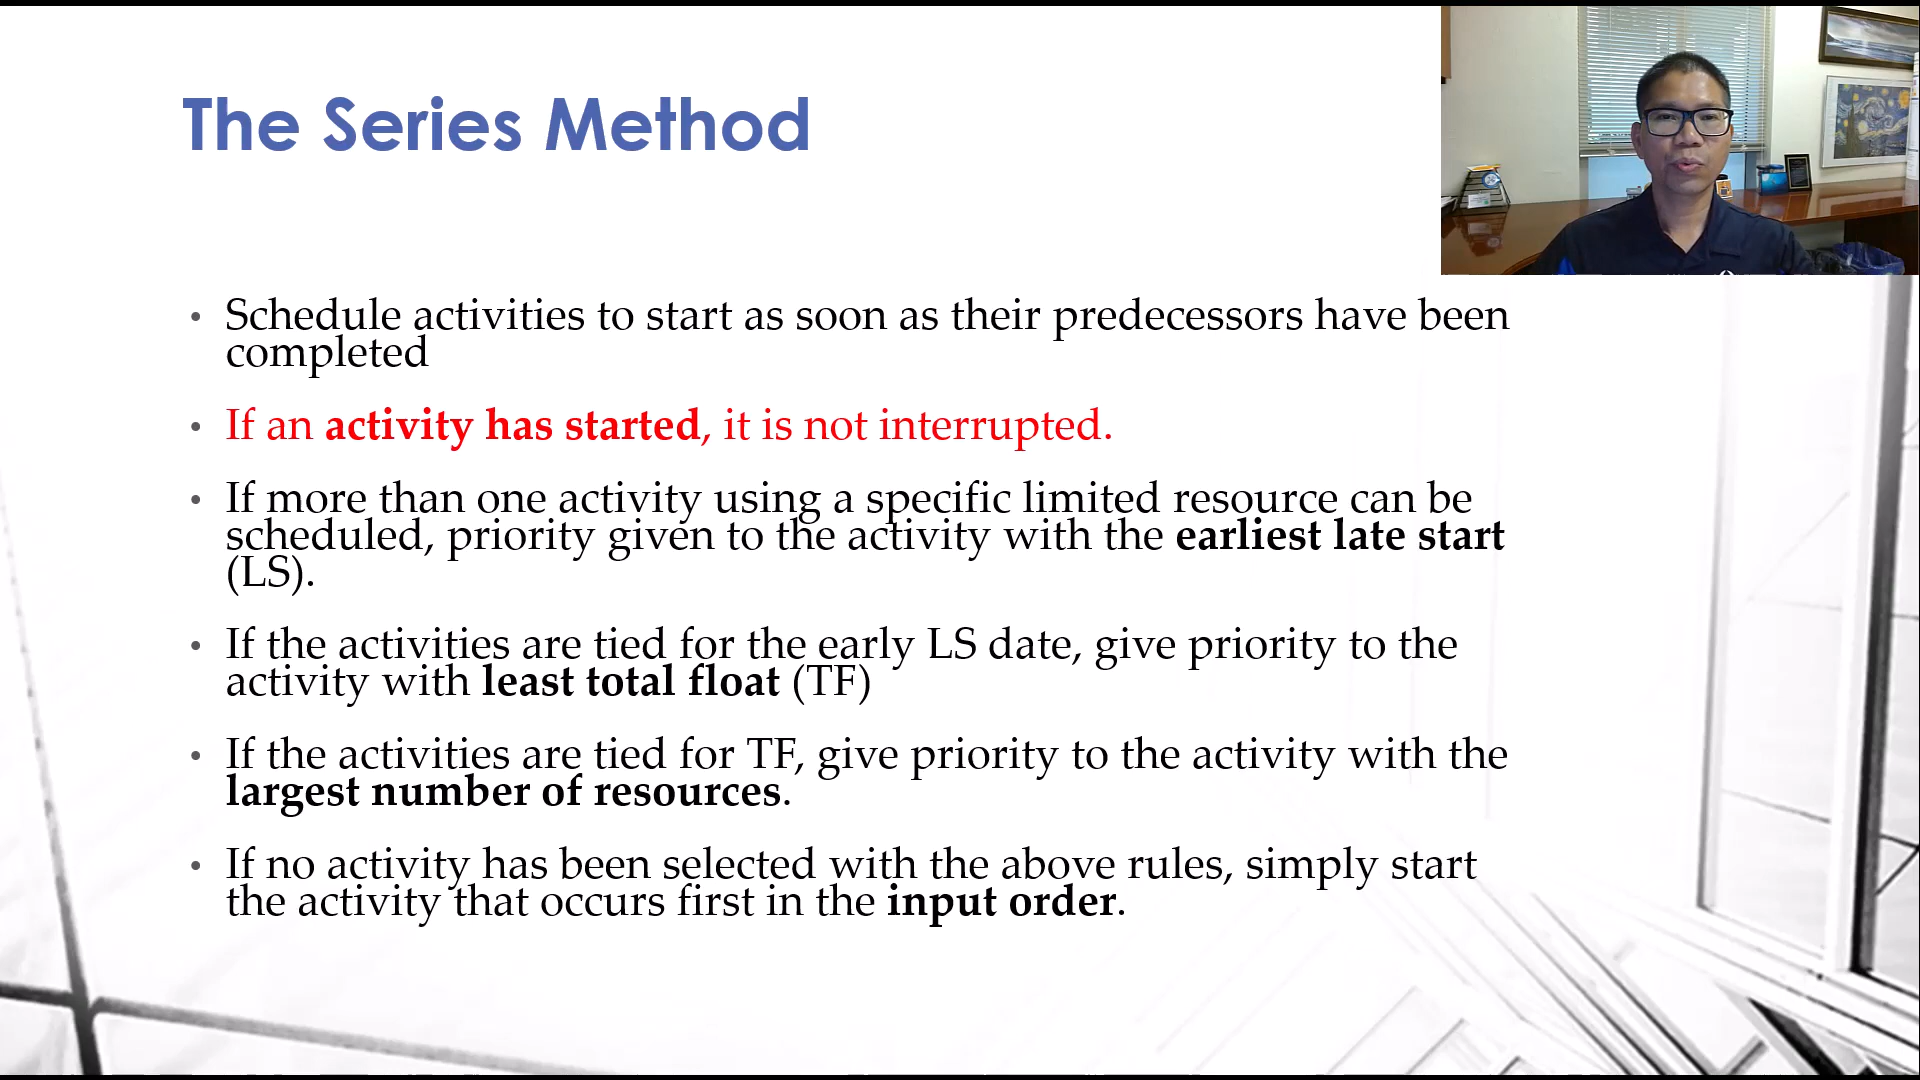 The Series Method
• Schedule activities to start as soon as their predecessors have been
completed
• If an activity has started, it is not interrupted.
• If more than one activity using a specific limited resource can be
scheduled, priority given to the activity with the earliest late start
(LS).
• If the activities are tied for the early LS date, give priority to the
activity with least total float (TF)
• If the activities are tied for TF, give priority to the activity with the
largest number of resources.
• If no activity has been selected with the above rules, simply start
the activity that occurs first in the input order.